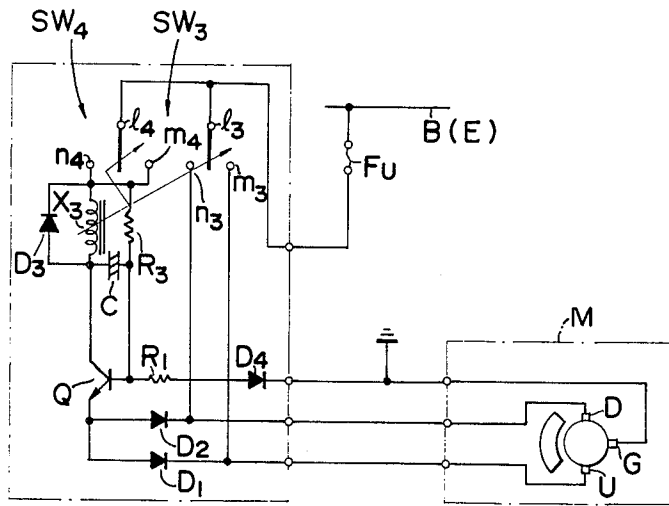 SW4 SW3
l4 l3
B(E)
n4 m4
Fu
X3 n3 m3
D3 R3
C
M
R1 D4
Q
D
D2
G
D1 U